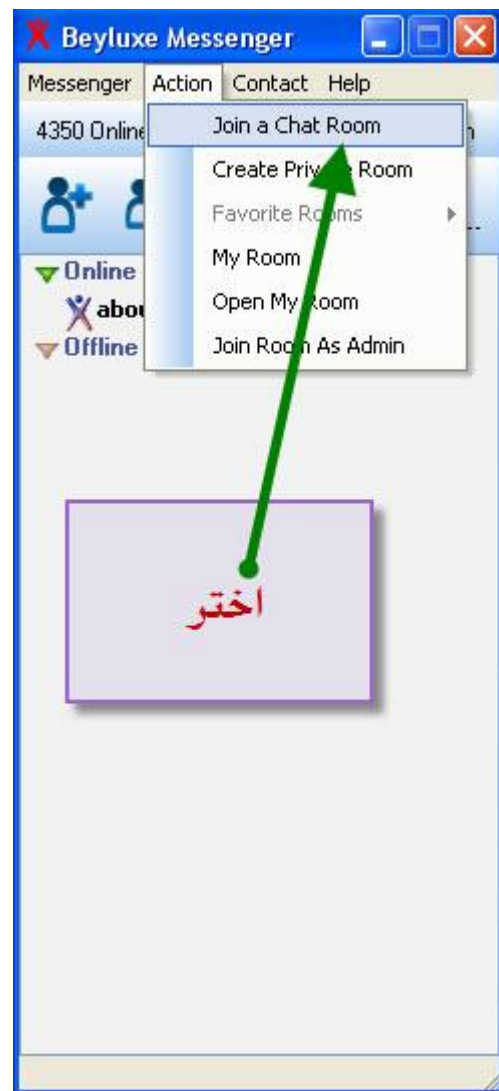 Beyluxe Messenger
Messenger Action Contact Help
4350 Online
Join a Chat Room
Create Private Room
Favorite Rooms
...
My Room
Online
Open My Room
Join Room As Admin
Offline
اختر